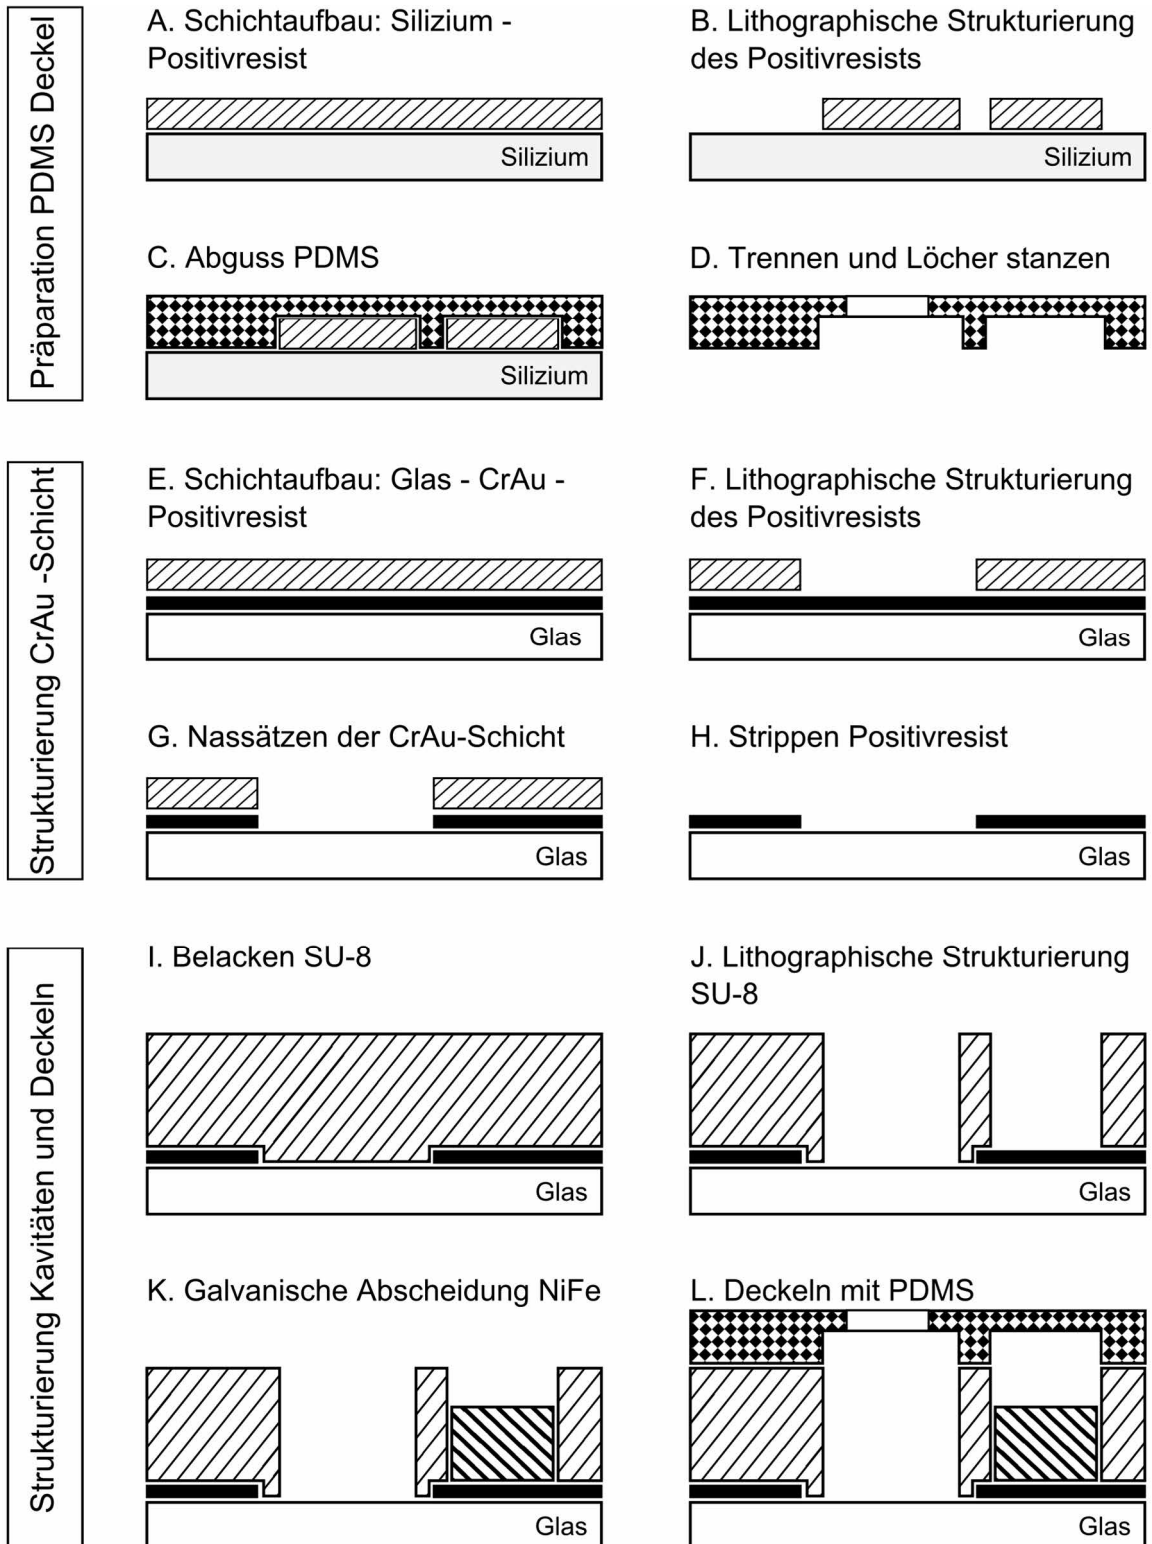 Präparation PDMS Deckel
A. Schichtaufbau: Silizium -
Positivresist
Silizium
B. Lithographische Strukturierung
des Positivresists
Silizium
C. Abguss PDMS
Silizium
D. Trennen und Löcher stanzen
Strukturierung CrAu -Schicht
E. Schichtaufbau: Glas - CrAu -
Positivresist
Glas
F. Lithographische Strukturierung
des Positivresists
Glas
G. Nassätzen der CrAu-Schicht
Glas
H. Strippen Positivresist
Glas
Strukturierung Kavitäten und Deckeln
I. Belacken SU-8
Glas
J. Lithographische Strukturierung
SU-8
Glas
K. Galvanische Abscheidung NiFe
Glas
L. Deckeln mit PDMS
Glas